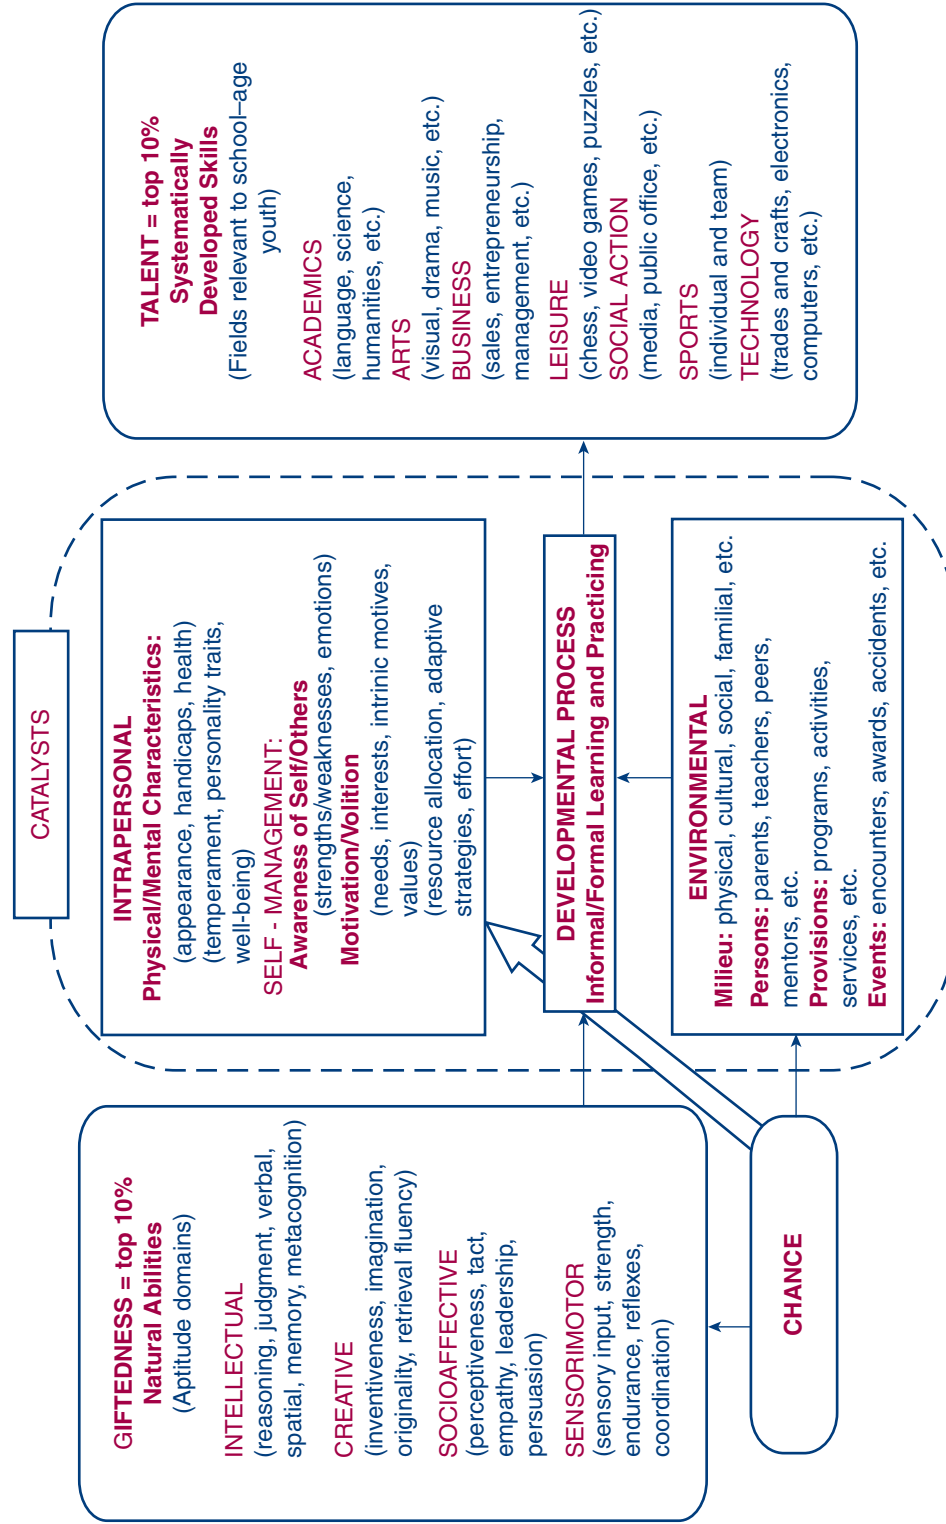 GIFTEDNESS = top 10%
Natural Abilities
(Aptitude domains)
INTELLECTUAL
(reasoning, judgment, verbal,
spatial, memory, metacognition)
CREATIVE
(inventiveness, imagination,
originality, retrieval fluency)
SOCIOAFFECTIVE
(perceptiveness, tact,
empathy, leadership,
persuasion)
SENSORIMOTOR
(sensory input, strength,
endurance, reflexes,
coordination)
CHANCE
CATALYSTS
INTRAPERSONAL
Physical/Mental Characteristics:
(appearance, handicaps, health)
(temperament, personality traits,
well-being)
SELF - MANAGEMENT:
Awareness of Self/Others
(strengths/weaknesses, emotions)
Motivation/Volition
(needs, interests, intrinsic motives,
values)
(resource allocation, adaptive
strategies, effort)
DEVELOPMENTAL PROCESS
Informal/Formal Learning and Practicing
ENVIRONMENTAL
Milieu: physical, cultural, social, familial, etc.
Persons: parents, teachers, peers,
mentors, etc.
Provisions: programs, activities,
services, etc.
Events: encounters, awards, accidents, etc.
TALENT = top 10%
Systematically
Developed Skills
(Fields relevant to school–age
youth)
ACADEMICS
(language, science,
humanities, etc.)
ARTS
(visual, drama, music, etc.)
BUSINESS
(sales, entrepreneurship,
management, etc.)
LEISURE
(chess, video games, puzzles, etc.)
SOCIAL ACTION
(media, public office, etc.)
SPORTS
(individual and team)
TECHNOLOGY
(trades and crafts, electronics,
computers, etc.)